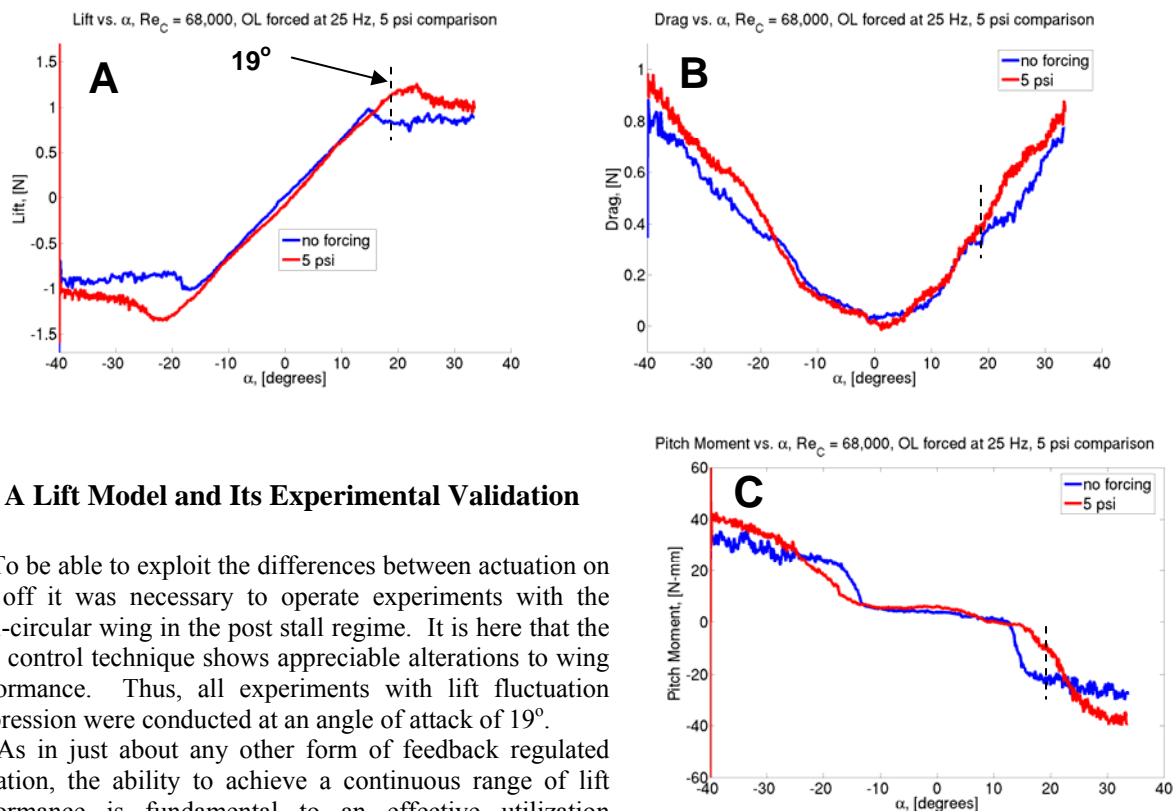 Lift vs. α, Re_C = 68,000, OL forced at 25 Hz, 5 psi comparison
A
19°
1.5
1
0.5
0
-0.5
-1
-1.5
Lift, [N]
no forcing
5 psi
-40 -30 -20 -10 0 10 20 30 40
α, [degrees]
Drag vs. α, Re_C = 68,000, OL forced at 25 Hz, 5 psi comparison
B
no forcing
5 psi
1
0.8
0.6
0.4
0.2
0
Drag, [N]
-40 -30 -20 -10 0 10 20 30 40
α, [degrees]
Pitch Moment vs. α, Re_C = 68,000, OL forced at 25 Hz, 5 psi comparison
C
no forcing
5 psi
60
40
20
0
-20
-40
-60
Pitch Moment, [N-mm]
-40 -30 -20 -10 0 10 20 30 40
α, [degrees]
A Lift Model and Its Experimental Validation
To be able to exploit the differences between actuation on
off it was necessary to operate experiments with the
-circular wing in the post stall regime. It is here that the
control technique shows appreciable alterations to wing
ormance. Thus, all experiments with lift fluctuation
pression were conducted at an angle of attack of 19°.
As in just about any other form of feedback regulated
ation, the ability to achieve a continuous range of lift
ormance is fundamental to an effective utilization